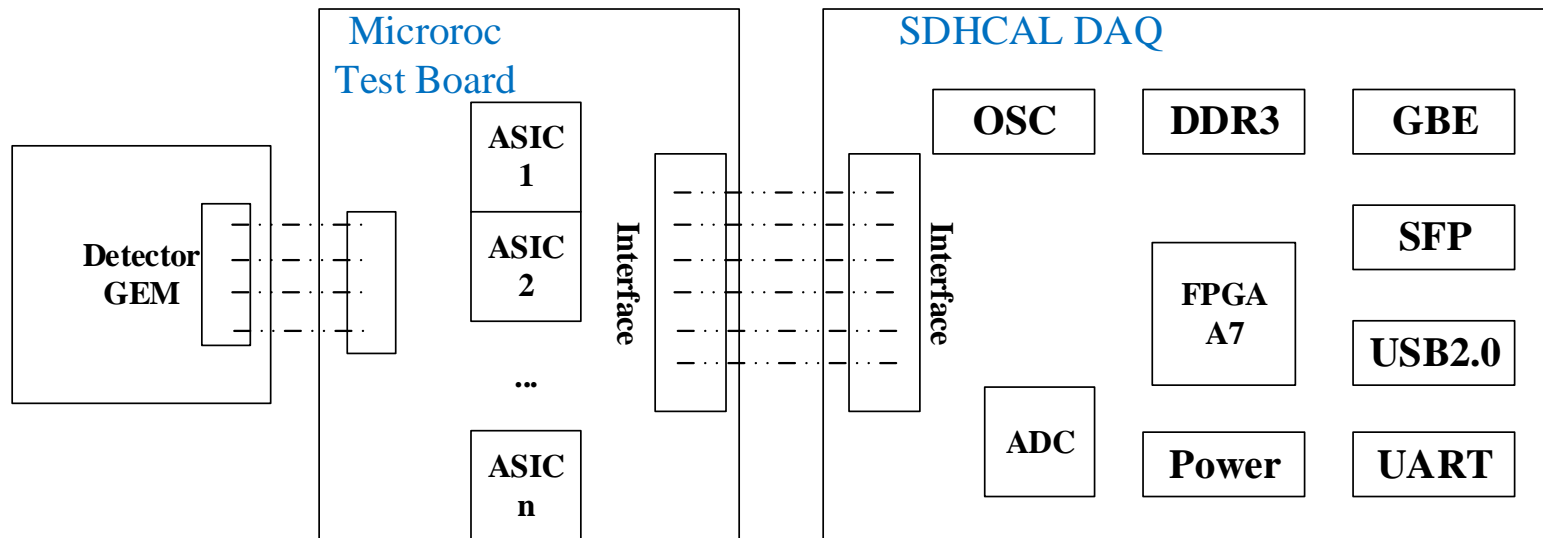 Microroc
Test Board
SDHCAL DAQ
Detector
GEM
ASIC
1
ASIC
2
...
ASIC
n
Interface
Interface
OSC
DDR3
GBE
SFP
FPGA
A7
USB2.0
ADC
Power
UART